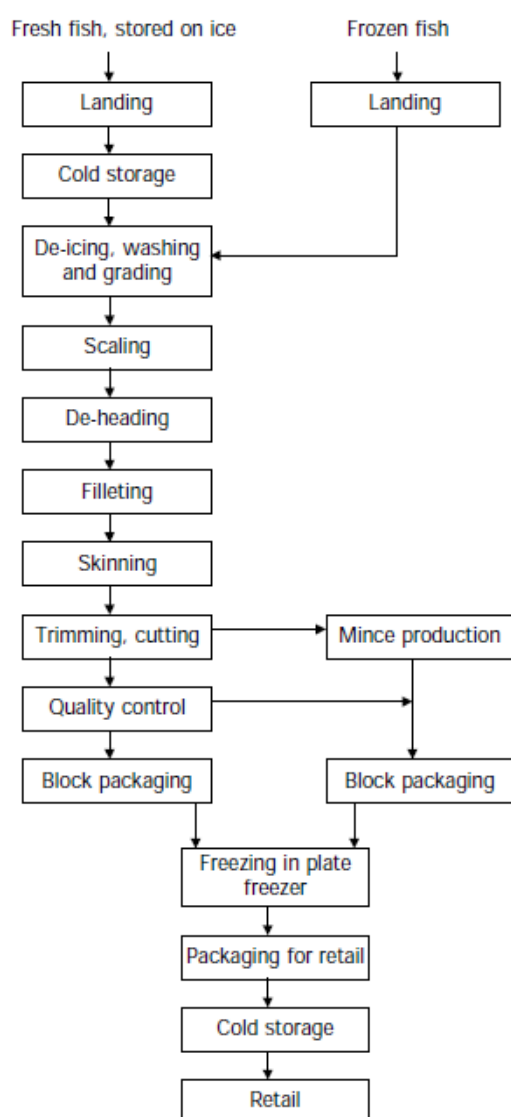 Fresh fish, stored on ice
Frozen fish
Landing
Landing
Cold storage
De-icing, washing
and grading
Scaling
De-heading
Filleting
Skinning
Trimming, cutting
Mince production
Quality control
Block packaging
Block packaging
Freezing in plate
freezer
Packaging for retail
Cold storage
Retail